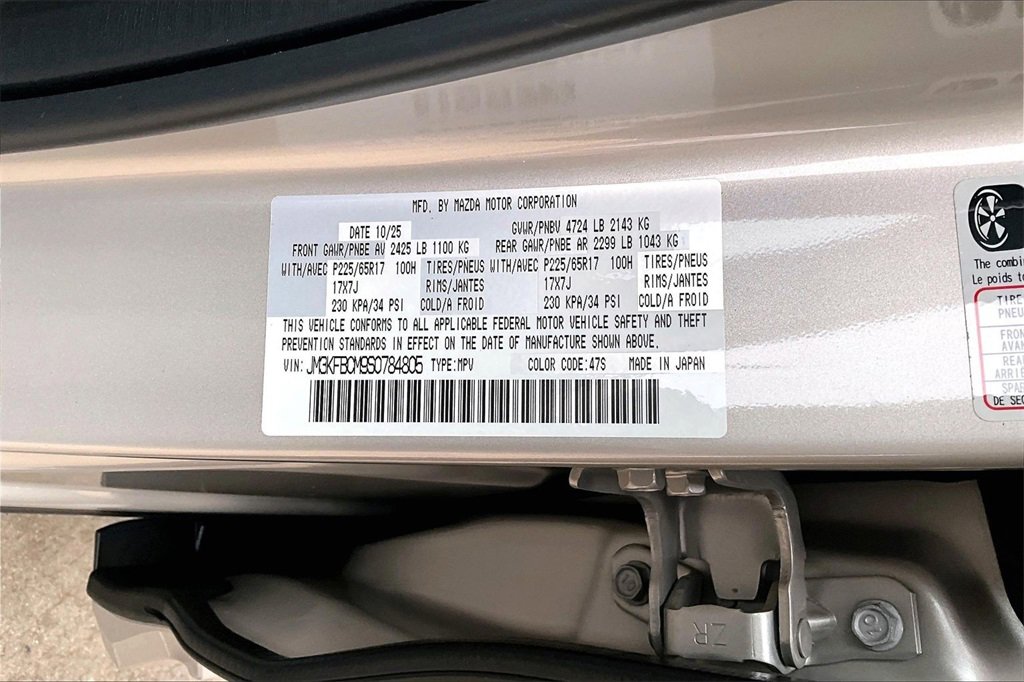 MFD. BY MAZDA MOTOR CORPORATION
DATE 10/25 GVWR/PNBV 4724 LB 2143 KG
FRONT GAWR/PNBE AV 2425 LB 1100 KG REAR GAWR/PNBE AR 2299 LB 1043 KG
WITH/AVEC P225/65R17 100H TIRES/PNEUS WITH/AVEC P225/65R17 100H TIRES/PNEUS
17X7J RIMS/JANTES 17X7J RIMS/JANTES
230 KPA/34 PSI COLD/A FROID 230 KPA/34 PSI COLD/A FROID
THIS VEHICLE CONFORMS TO ALL APPLICABLE FEDERAL MOTOR VEHICLE SAFETY AND THEFT
PREVENTION STANDARDS IN EFFECT ON THE DATE OF MANUFACTURE SHOWN ABOVE.
VIN: JM3KFBCM9S0784805 TYPE:MPV COLOR CODE:47S MADE IN JAPAN
The combi
Le poids to
TIRE
PNEU
FRON
AVAN
REA
ARRIÈ
SPA
DE SEC
ZR